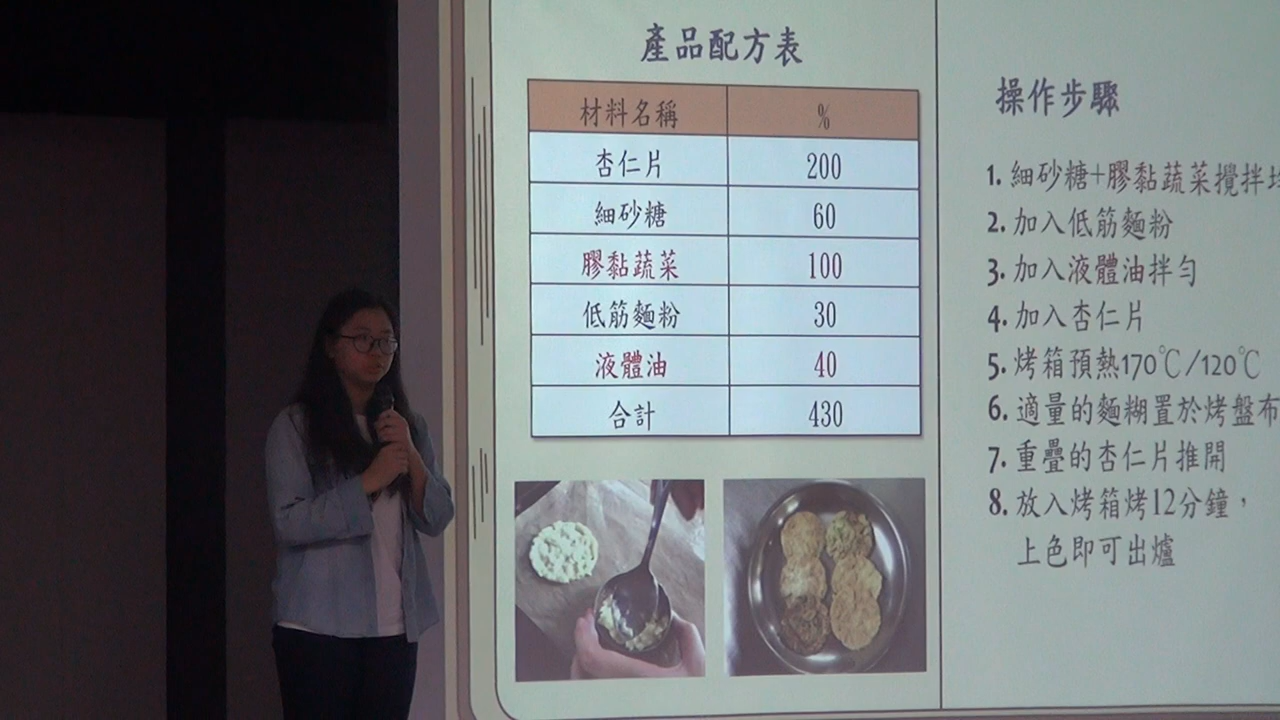 產品配方表
材料名稱 %
杏仁片 200
細砂糖 60
膠黏蔬菜 100
低筋麵粉 30
液體油 40
合計 430
操作步驟
1. 細砂糖+膠黏蔬菜攪拌
2. 加入低筋麵粉
3. 加入液體油拌勻
4. 加入杏仁片
5. 烤箱預熱170℃/120℃
6. 適量的麵糊置於烤盤布
7. 重疊的杏仁片推開
8. 放入烤箱烤12分鐘，
上色即可出爐